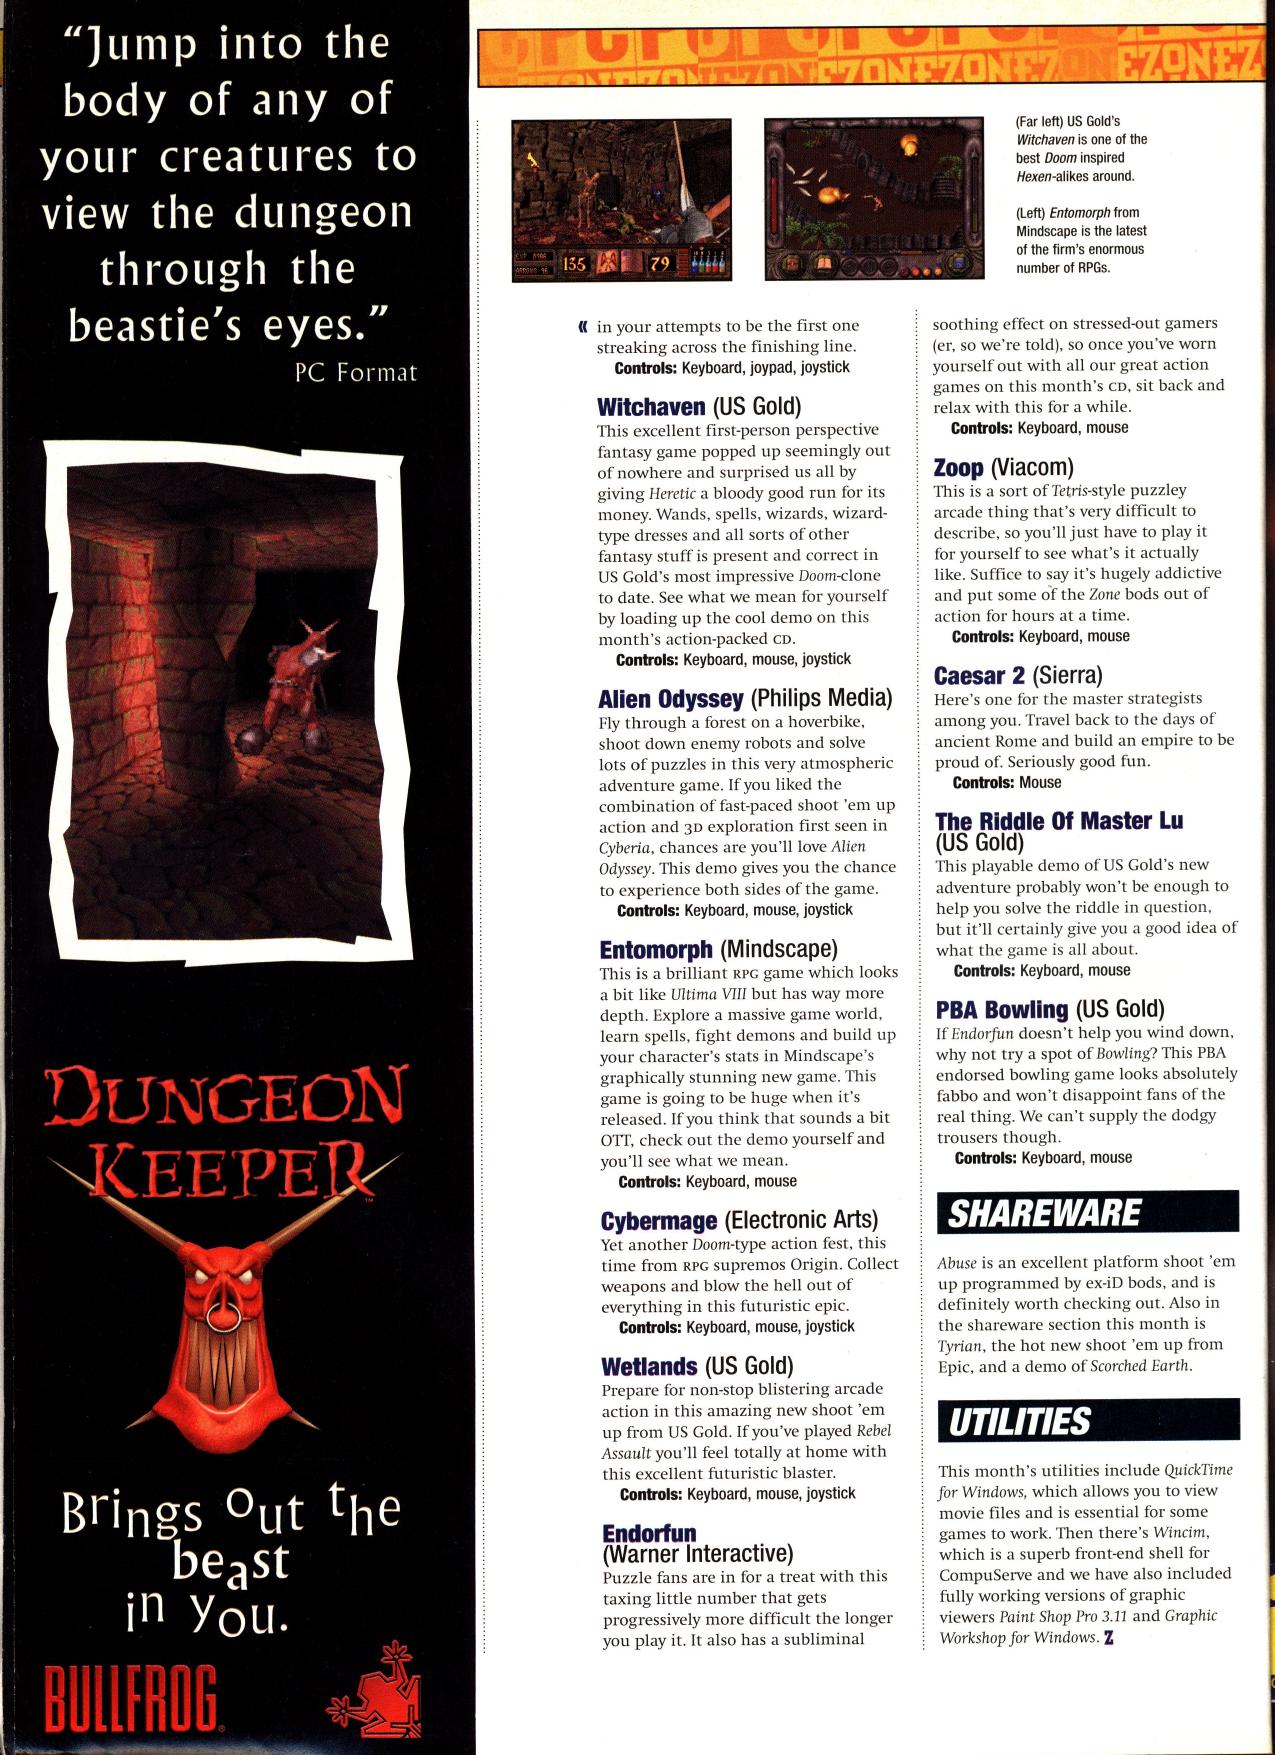 “Jump into the
body of any of
your creatures to
view the dungeon
through the
beastie’s eyes.”
PC Format
DUNGEON
KEEPER
TM
Brings out the
beast
in you.
BULLFROG
(Far left) US Gold’s
Witchaven is one of the
best Doom inspired
Hexen-alikes around.
(Left) Entomorph from
Mindscape is the latest
of the firm’s enormous
number of RPGs.
135
79
« in your attempts to be the first one
streaking across the finishing line.
Controls: Keyboard, joypad, joystick
Witchaven (US Gold)
This excellent first-person perspective
fantasy game popped up seemingly out
of nowhere and surprised us all by
giving Heretic a bloody good run for its
money. Wands, spells, wizards, wizard-
type dresses and all sorts of other
fantasy stuff is present and correct in
US Gold’s most impressive Doom-clone
to date. See what we mean for yourself
by loading up the cool demo on this
month’s action-packed CD.
Controls: Keyboard, mouse, joystick
Alien Odyssey (Philips Media)
Fly through a forest on a hoverbike,
shoot down enemy robots and solve
lots of puzzles in this very atmospheric
adventure game. If you liked the
combination of fast-paced shoot ’em up
action and 3D exploration first seen in
Cyberia, chances are you’ll love Alien
Odyssey. This demo gives you the chance
to experience both sides of the game.
Controls: Keyboard, mouse, joystick
Entomorph (Mindscape)
This is a brilliant RPG game which looks
a bit like Ultima VIII but has way more
depth. Explore a massive game world,
learn spells, fight demons and build up
your character’s stats in Mindscape’s
graphically stunning new game. This
game is going to be huge when it’s
released. If you think that sounds a bit
OTT, check out the demo yourself and
you’ll see what we mean.
Controls: Keyboard, mouse
Cybermage (Electronic Arts)
Yet another Doom-type action fest, this
time from RPG supremos Origin. Collect
weapons and blow the hell out of
everything in this futuristic epic.
Controls: Keyboard, mouse, joystick
Wetlands (US Gold)
Prepare for non-stop blistering arcade
action in this amazing new shoot ’em
up from US Gold. If you’ve played Rebel
Assault you’ll feel totally at home with
this excellent futuristic blaster.
Controls: Keyboard, mouse, joystick
Endorfun
(Warner Interactive)
Puzzle fans are in for a treat with this
taxing little number that gets
progressively more difficult the longer
you play it. It also has a subliminal
soothing effect on stressed-out gamers
(er, so we’re told), so once you’ve worn
yourself out with all our great action
games on this month’s CD, sit back and
relax with this for a while.
Controls: Keyboard, mouse
Zoop (Viacom)
This is a sort of Tetris-style puzzley
arcade thing that’s very difficult to
describe, so you’ll just have to play it
for yourself to see what’s it actually
like. Suffice to say it’s hugely addictive
and put some of the Zone bods out of
action for hours at a time.
Controls: Keyboard, mouse
Caesar 2 (Sierra)
Here’s one for the master strategists
among you. Travel back to the days of
ancient Rome and build an empire to be
proud of. Seriously good fun.
Controls: Mouse
The Riddle Of Master Lu
(US Gold)
This playable demo of US Gold’s new
adventure probably won’t be enough to
help you solve the riddle in question,
but it’ll certainly give you a good idea of
what the game is all about.
Controls: Keyboard, mouse
PBA Bowling (US Gold)
If Endorfun doesn’t help you wind down,
why not try a spot of Bowling? This PBA
endorsed bowling game looks absolutely
fabbo and won’t disappoint fans of the
real thing. We can’t supply the dodgy
trousers though.
Controls: Keyboard, mouse
SHAREWARE
Abuse is an excellent platform shoot ’em
up programmed by ex-iD bods, and is
definitely worth checking out. Also in
the shareware section this month is
Tyrian, the hot new shoot ’em up from
Epic, and a demo of Scorched Earth.
UTILITIES
This month’s utilities include QuickTime
for Windows, which allows you to view
movie files and is essential for some
games to work. Then there’s Wincim,
which is a superb front-end shell for
CompuServe and we have also included
fully working versions of graphic
viewers Paint Shop Pro 3.11 and Graphic
Workshop for Windows. Z